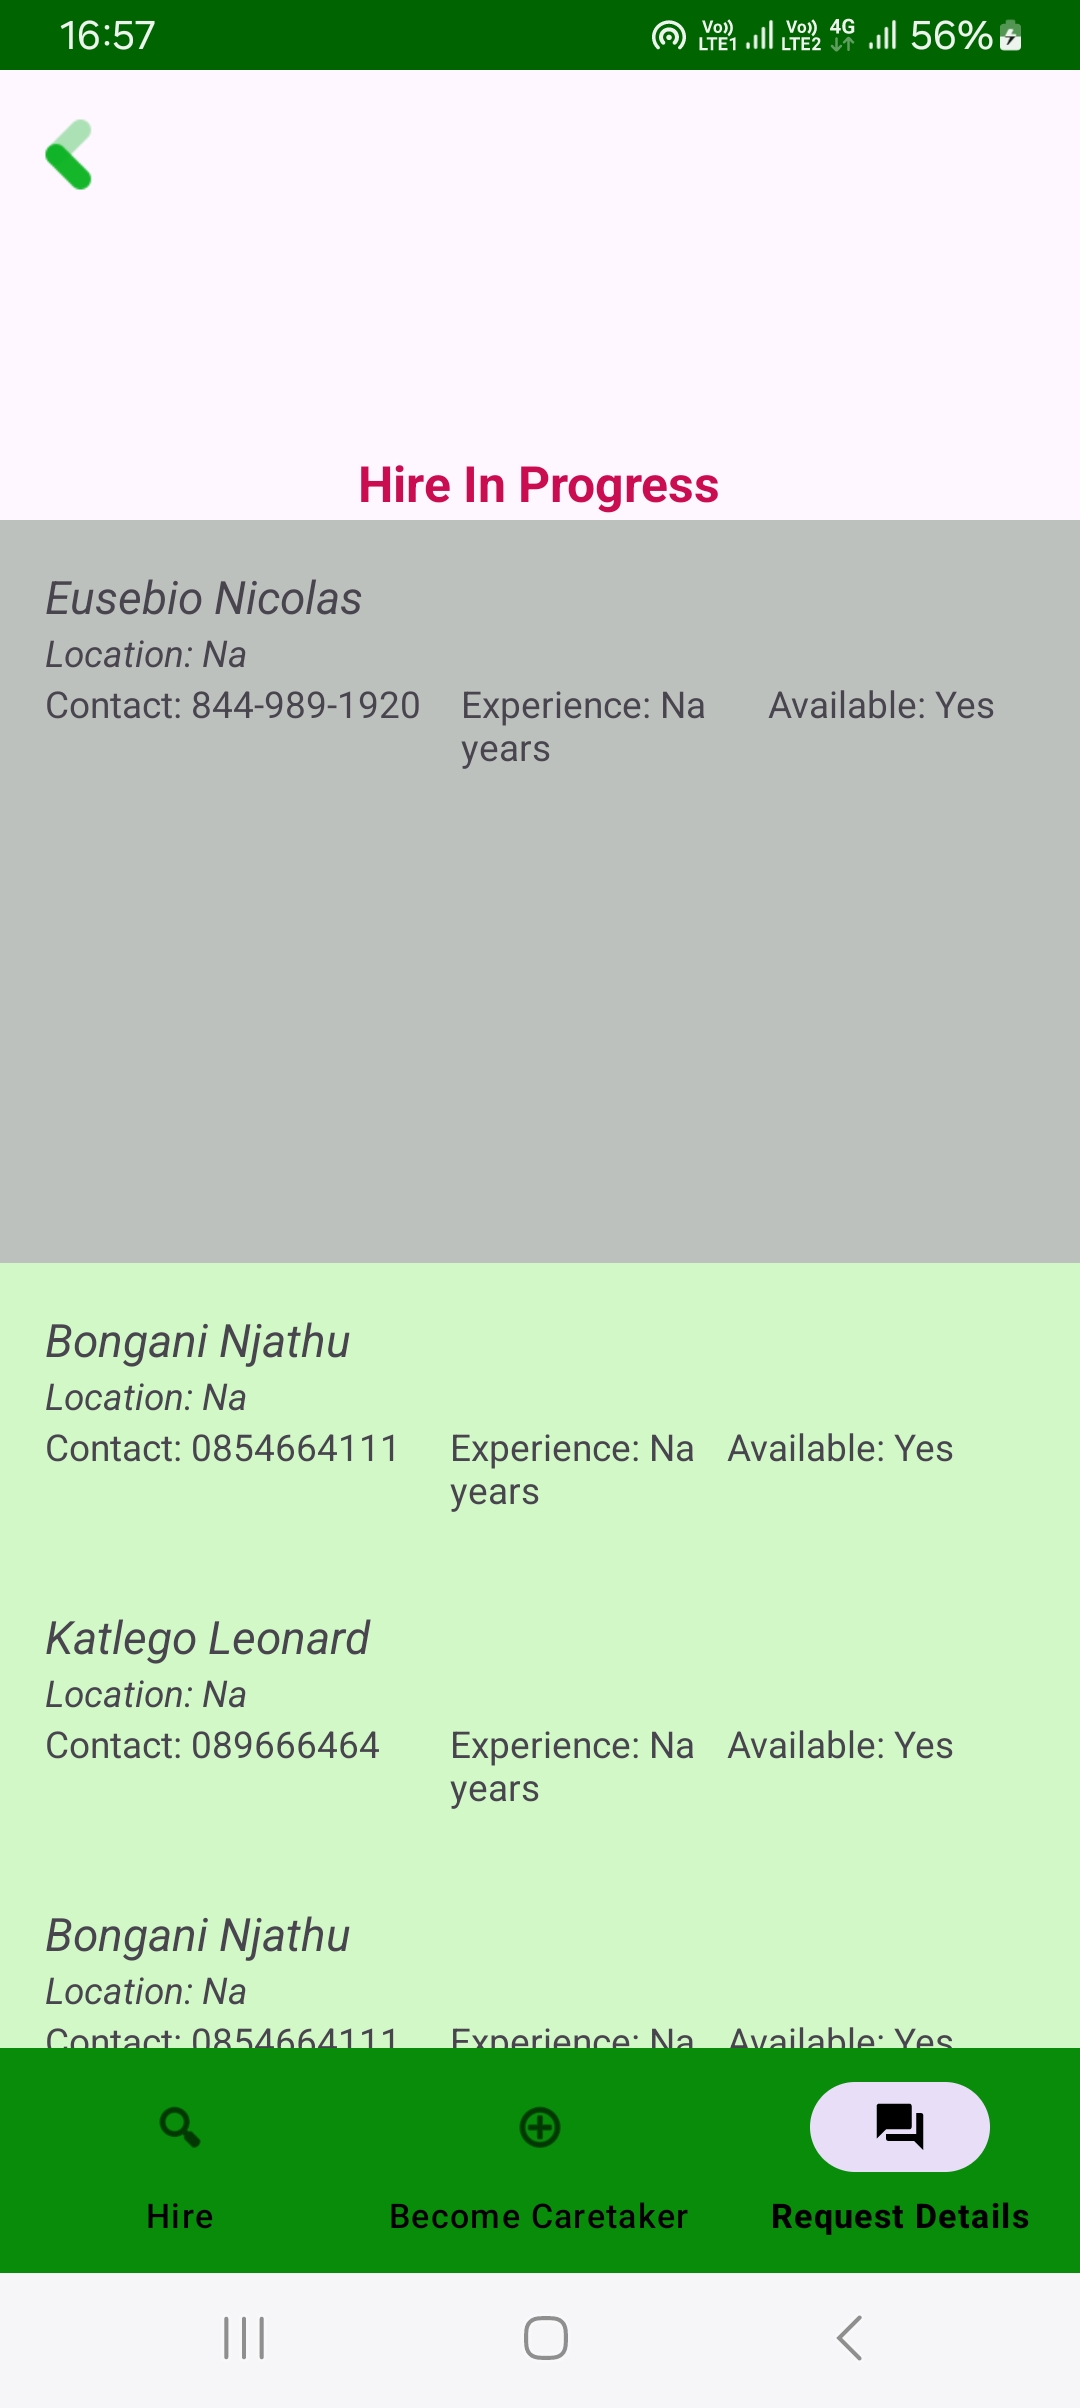 16:57
Vo)) LTE1 Vo)) LTE2 4G 56%
Hire In Progress
Eusebio Nicolas
Location: Na
Contact: 844-989-1920 Experience: Na years Available: Yes
Bongani Njathu
Location: Na
Contact: 0854664111 Experience: Na years Available: Yes
Katlego Leonard
Location: Na
Contact: 089666464 Experience: Na years Available: Yes
Bongani Njathu
Location: Na
Contact: 0854664111 Experience: Na Available: Yes
Hire
Become Caretaker
Request Details